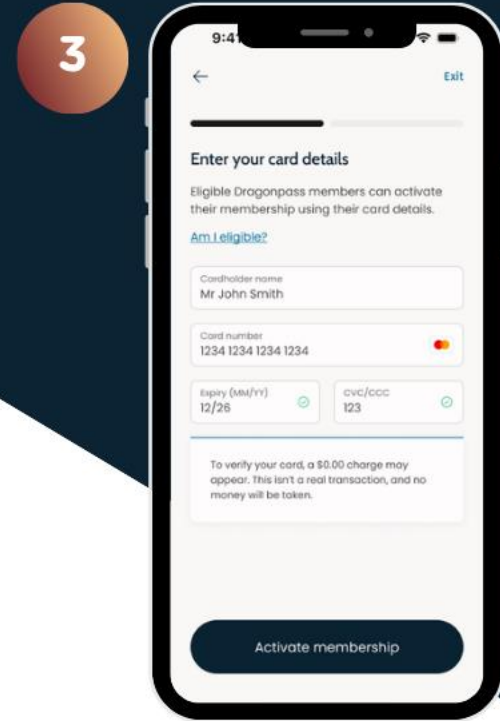 3
9:41
Exit
Enter your card details
Eligible Dragonpass members can activate
their membership using their card details.
Am I eligible?
Cardholder name
Mr John Smith
Card number
1234 1234 1234 1234
Expiry (MM/YY)
12/26
CVC/CCC
123
To verify your card, a $0.00 charge may
appear. This isn't a real transaction, and no
money will be taken.
Activate membership